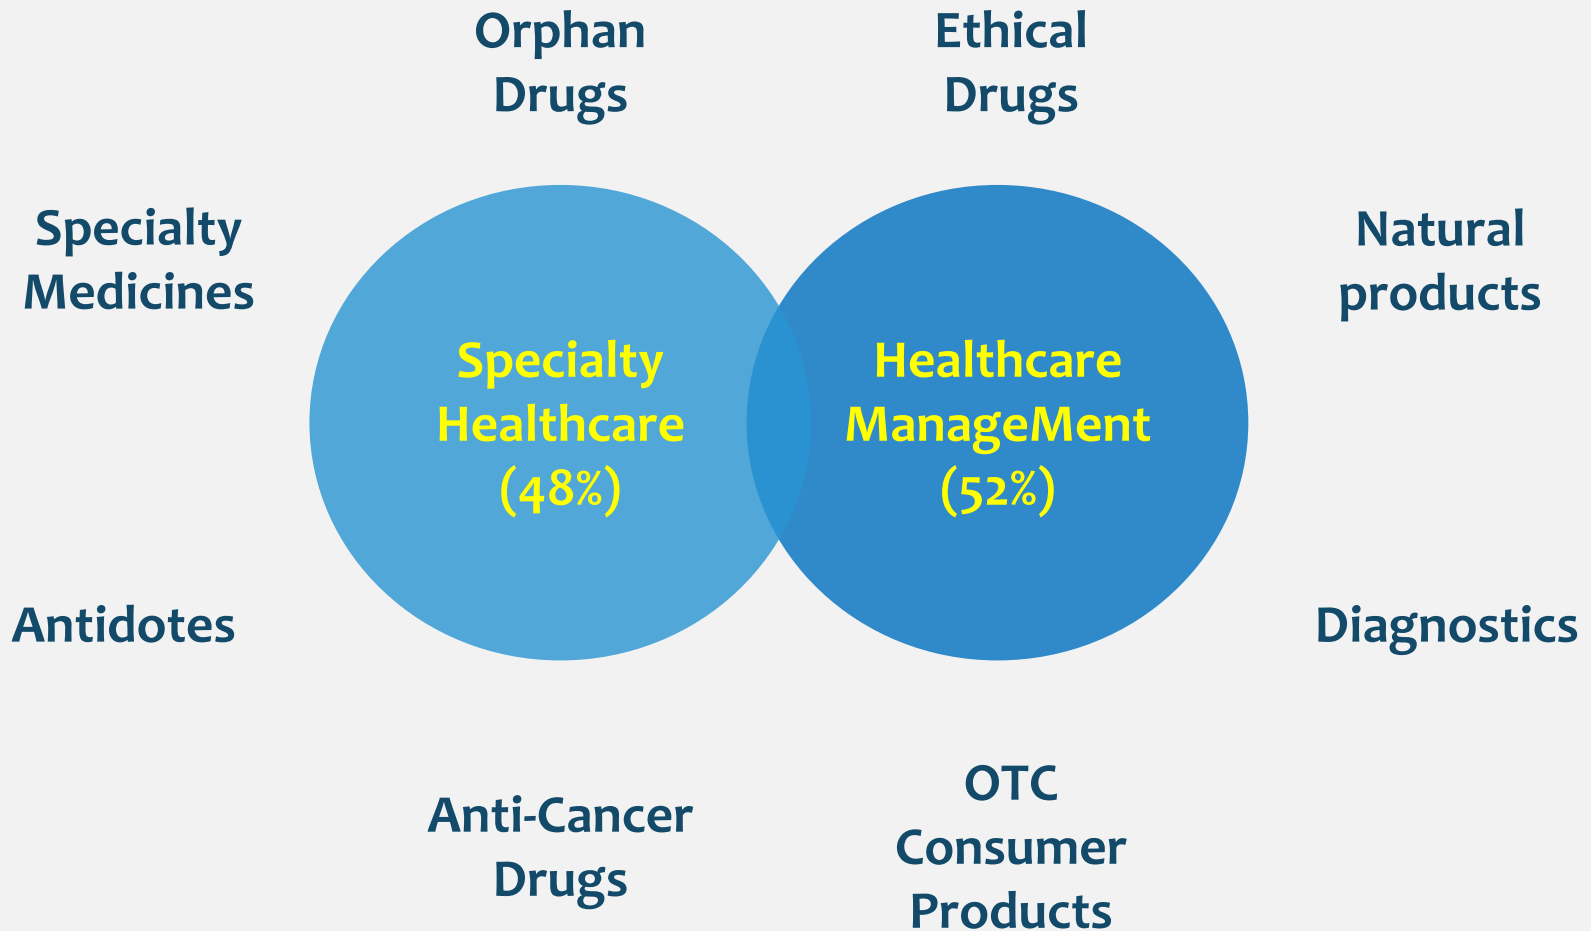 Orphan
Drugs
Ethical
Drugs
Specialty
Medicines
Natural
products
Specialty
Healthcare
(48%)
Healthcare
ManageMent
(52%)
Antidotes
Diagnostics
Anti-Cancer
Drugs
OTC
Consumer
Products